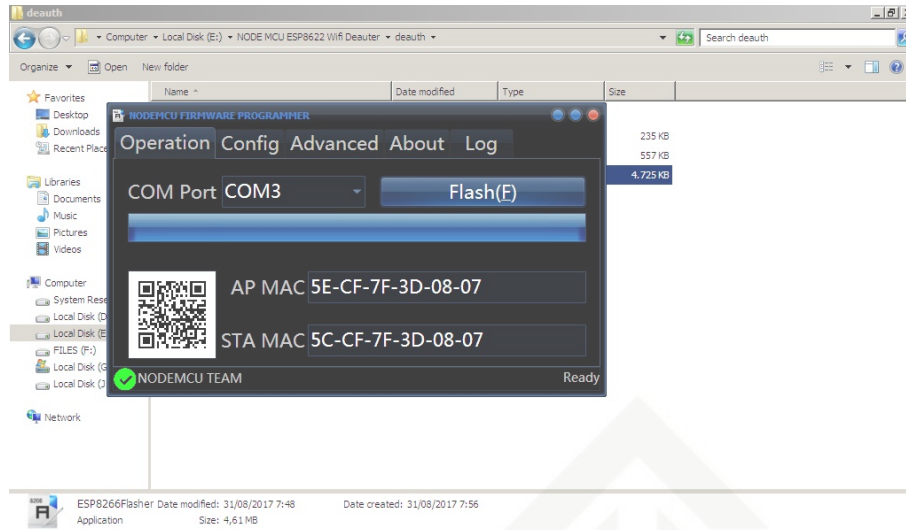 deauth
Computer ▾ Local Disk (E:) ▾ NODE MCU ESP8622 Wifi Deauter ▾ deauth ▾
Search deauth
Organize Open New folder
Favorites
Desktop
Downloads
Recent Place
Libraries
Documents
Music
Pictures
Videos
Computer
System Rese
Local Disk (D
Local Disk (E
FILES (F:)
Local Disk (G
Local Disk (J
Network
Name Date modified Type Size
235 KB
557 KB
4.725 KB
NODEMCU FIRMWARE PROGRAMMER
Operation Config Advanced About Log
COM Port COM3 Flash(F)
AP MAC 5E-CF-7F-3D-08-07
STA MAC 5C-CF-7F-3D-08-07
NODEMCU TEAM Ready
ESP8266Flasher Date modified: 31/08/2017 7:48 Date created: 31/08/2017 7:56
Application Size: 4,61 MB